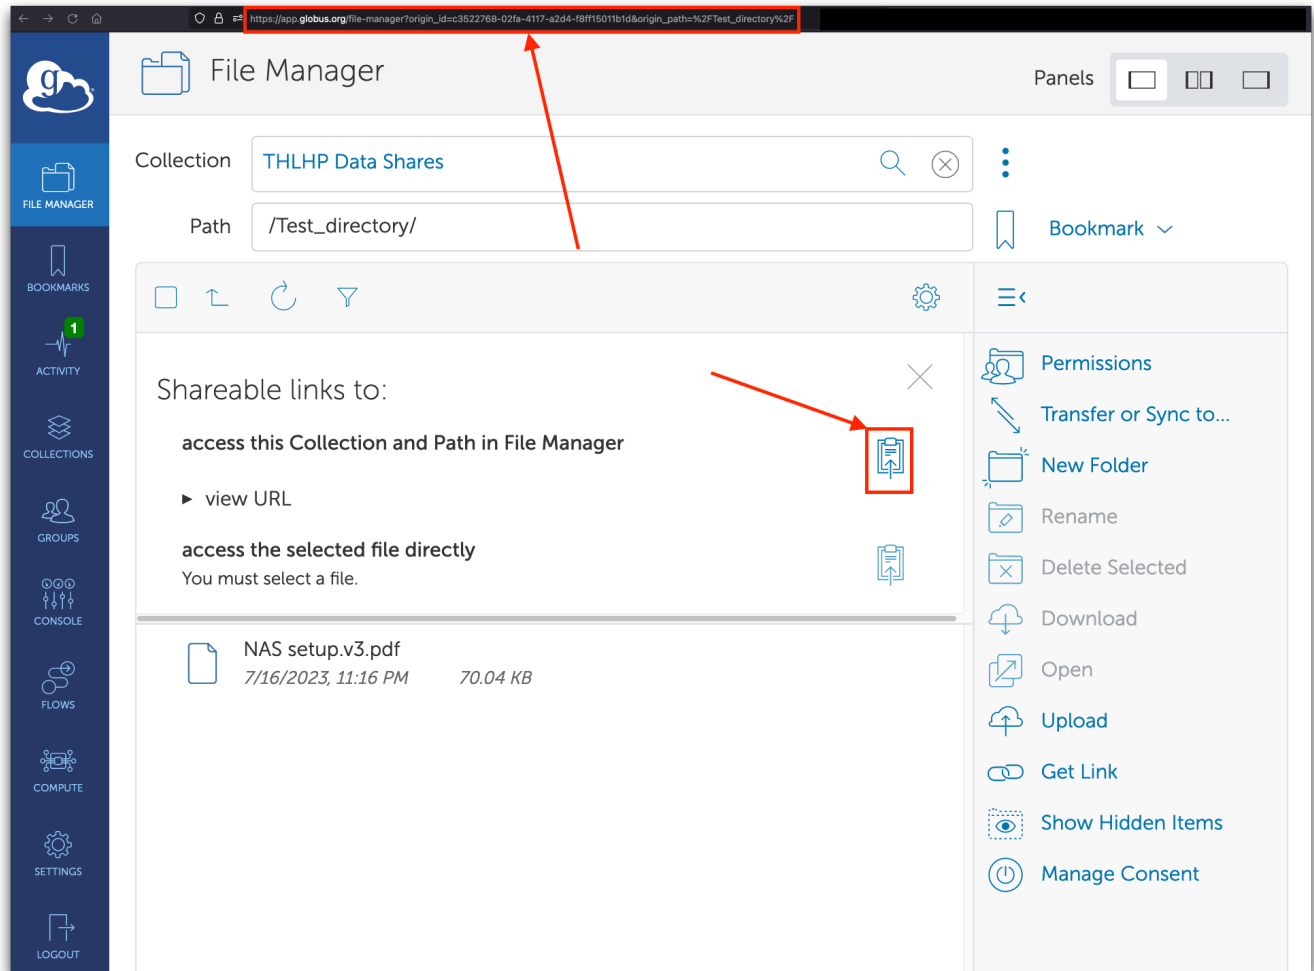 https://app.globus.org/file-manager?origin_id=c3522768-02fa-4117-a2d4-f8ff15011b1d&origin_path=%2FTest_directory%2F
g
File Manager
Panels
Collection
THLHP Data Shares
Path
/Test_directory/
Bookmark
FILE MANAGER
BOOKMARKS
1
ACTIVITY
COLLECTIONS
GROUPS
CONSOLE
FLOWS
COMPUTE
SETTINGS
LOGOUT
Shareable links to:
access this Collection and Path in File Manager
view URL
access the selected file directly
You must select a file.
NAS setup.v3.pdf
7/16/2023, 11:16 PM 70.04 KB
Permissions
Transfer or Sync to...
New Folder
Rename
Delete Selected
Download
Open
Upload
Get Link
Show Hidden Items
Manage Consent